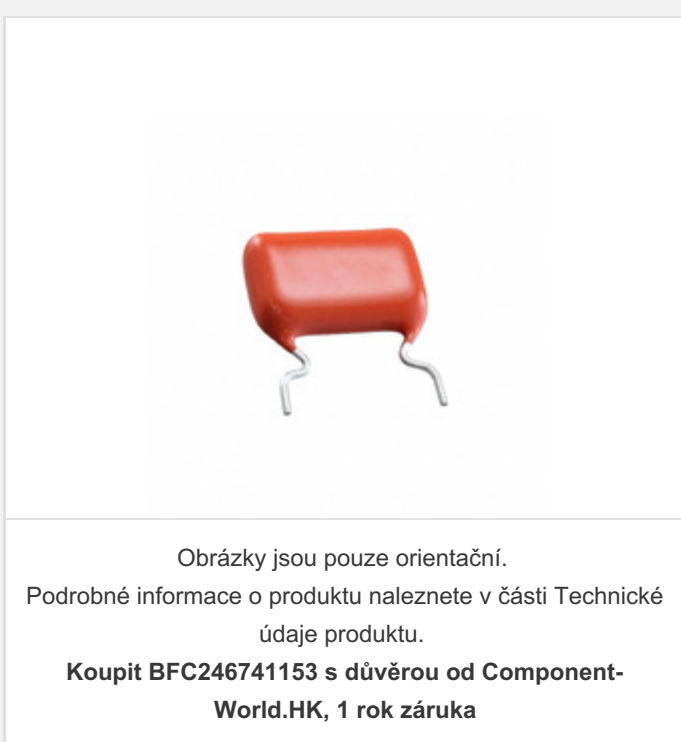 Obrázky jsou pouze orientační.
Podrobné informace o produktu naleznete v části Technické
údaje produktu.
Koupit BFC246741153 s důvěrou od Component-
World.HK, 1 rok záruka